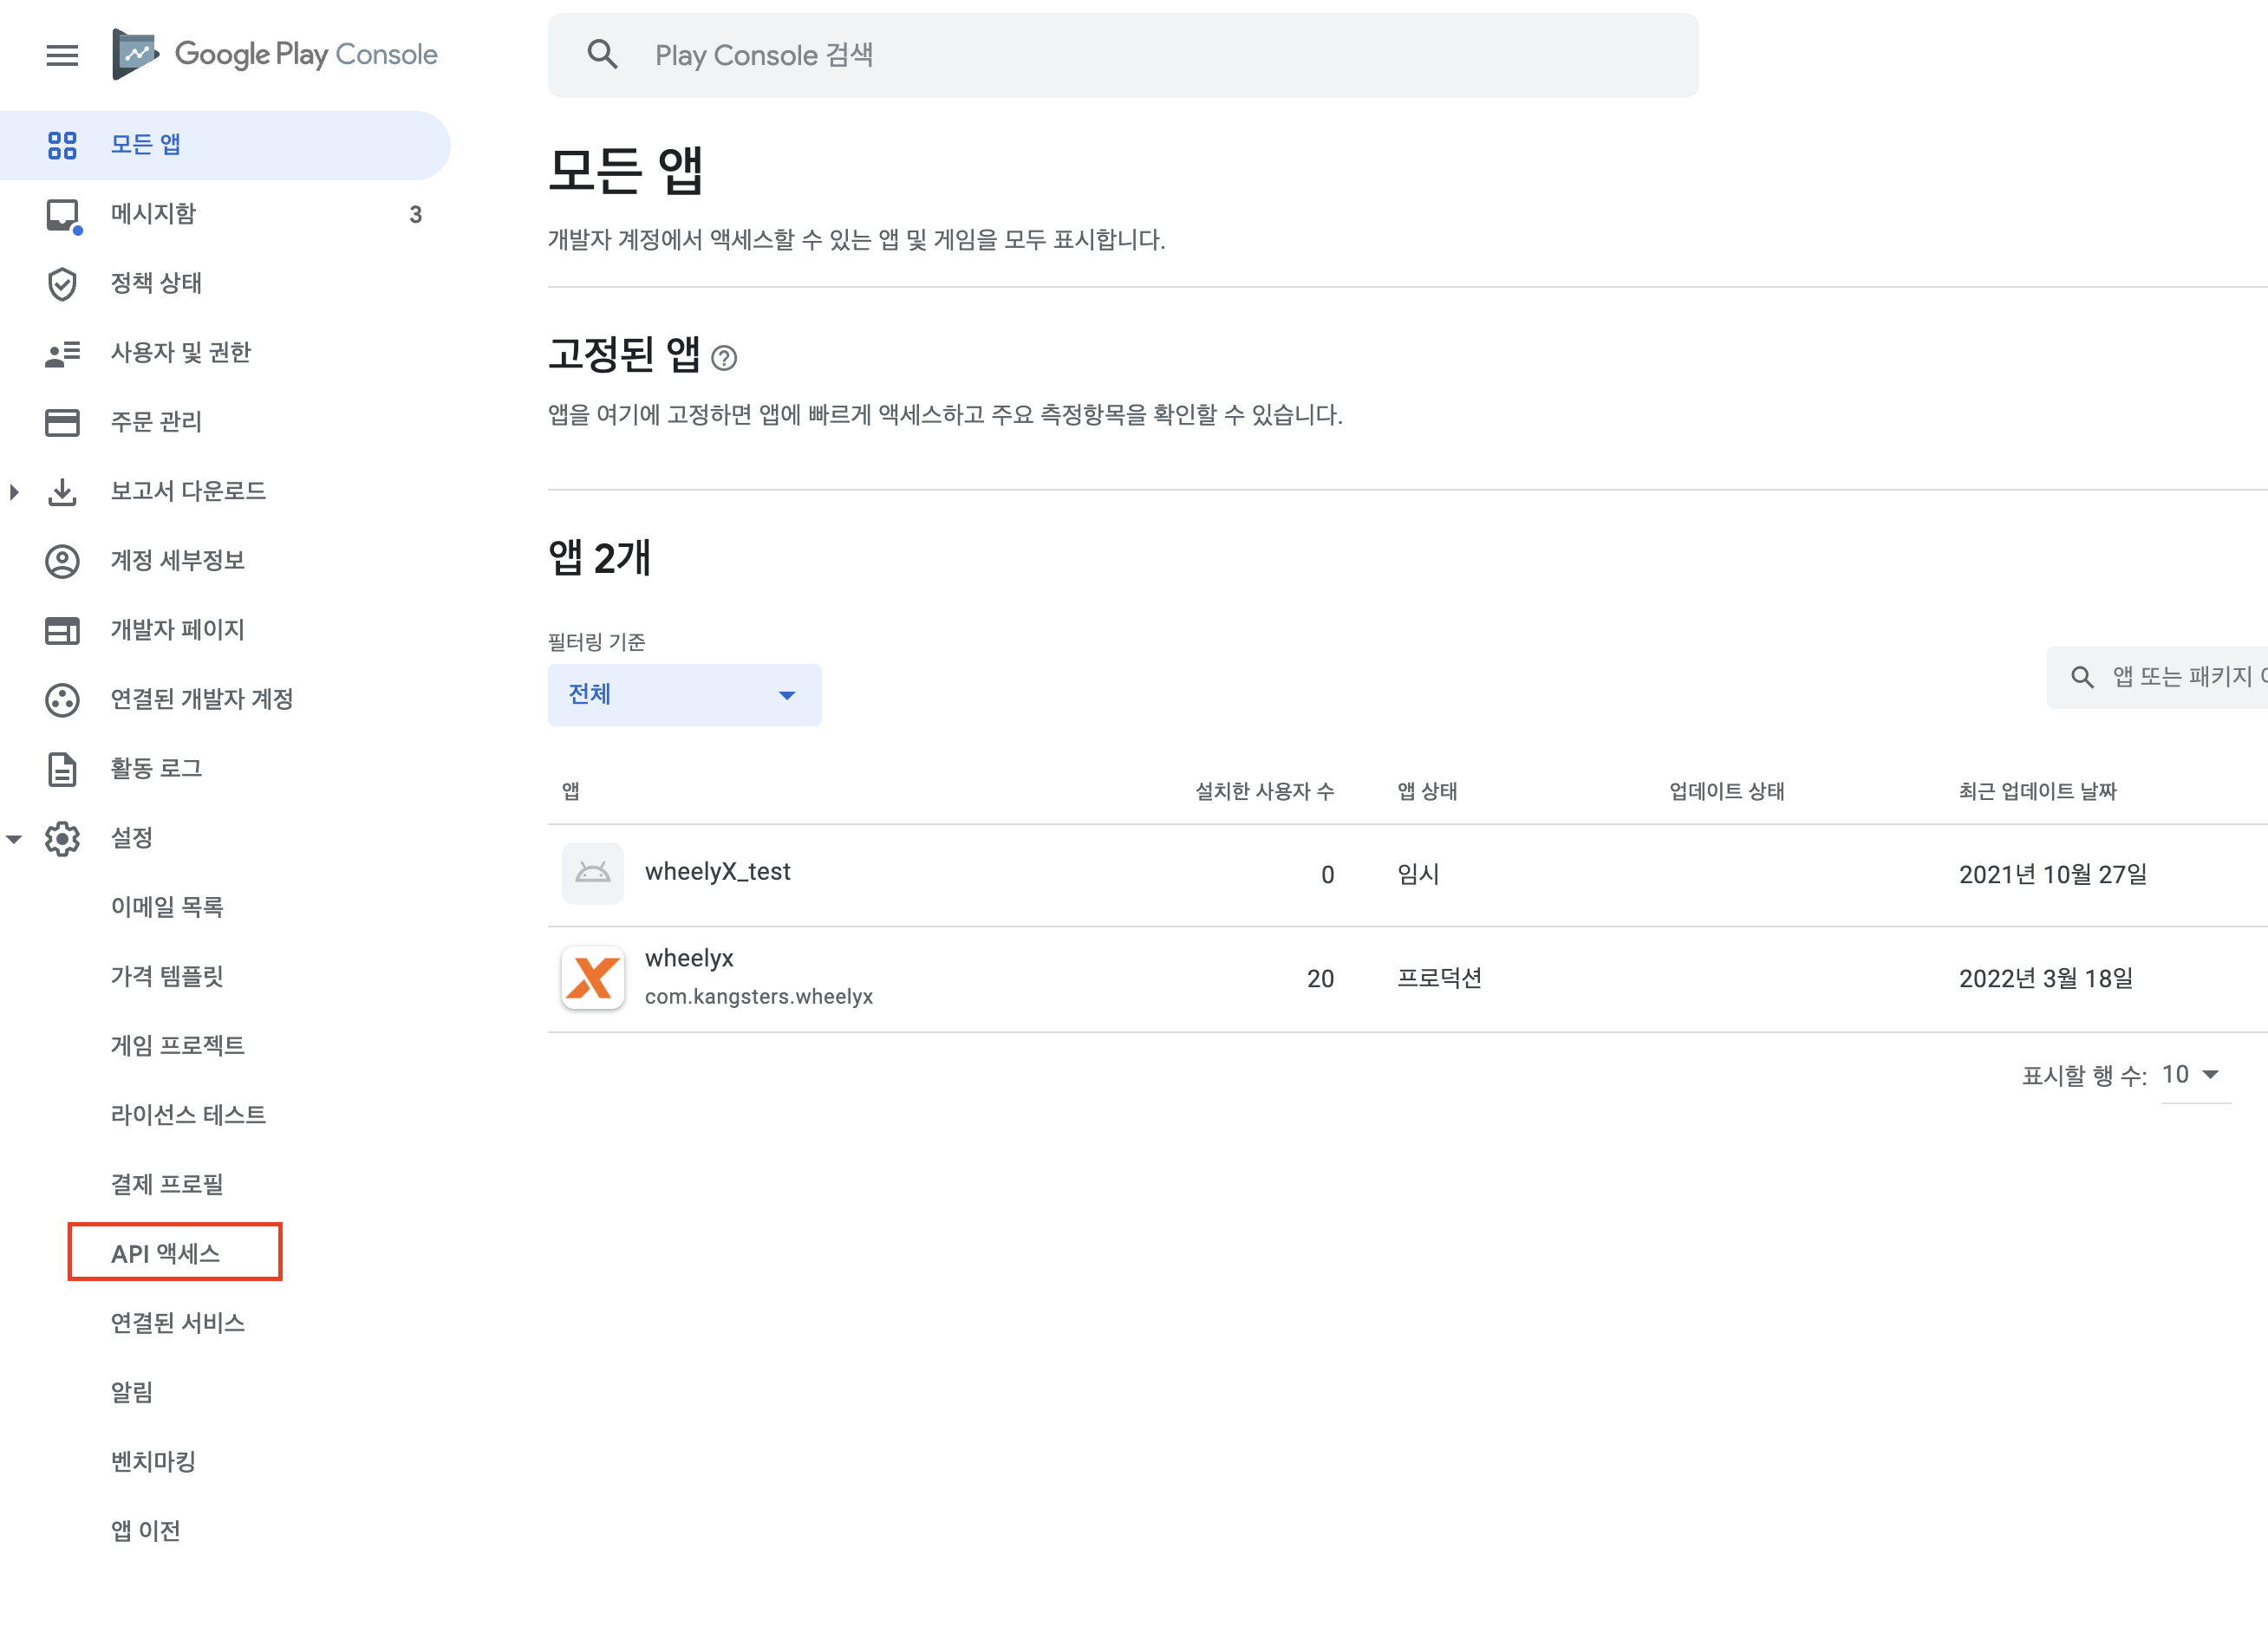 Google Play Console
Play Console 검색
모든 앱
메시지함 3
정책 상태
사용자 및 권한
주문 관리
보고서 다운로드
계정 세부정보
개발자 페이지
연결된 개발자 계정
활동 로그
설정
이메일 목록
가격 템플릿
게임 프로젝트
라이선스 테스트
결제 프로필
API 액세스
연결된 서비스
알림
벤치마킹
앱 이전
모든 앱
개발자 계정에서 액세스할 수 있는 앱 및 게임을 모두 표시합니다.
고정된 앱 ?
앱을 여기에 고정하면 앱에 빠르게 액세스하고 주요 측정항목을 확인할 수 있습니다.
앱 2개
필터링 기준
전체
앱 또는 패키지
앱 설치한 사용자 수 앱 상태 업데이트 상태 최근 업데이트 날짜
wheelyX_test 0 임시 2021년 10월 27일
wheelyx 20 프로덕션 2022년 3월 18일
com.kangsters.wheelyx
표시할 행 수: 10